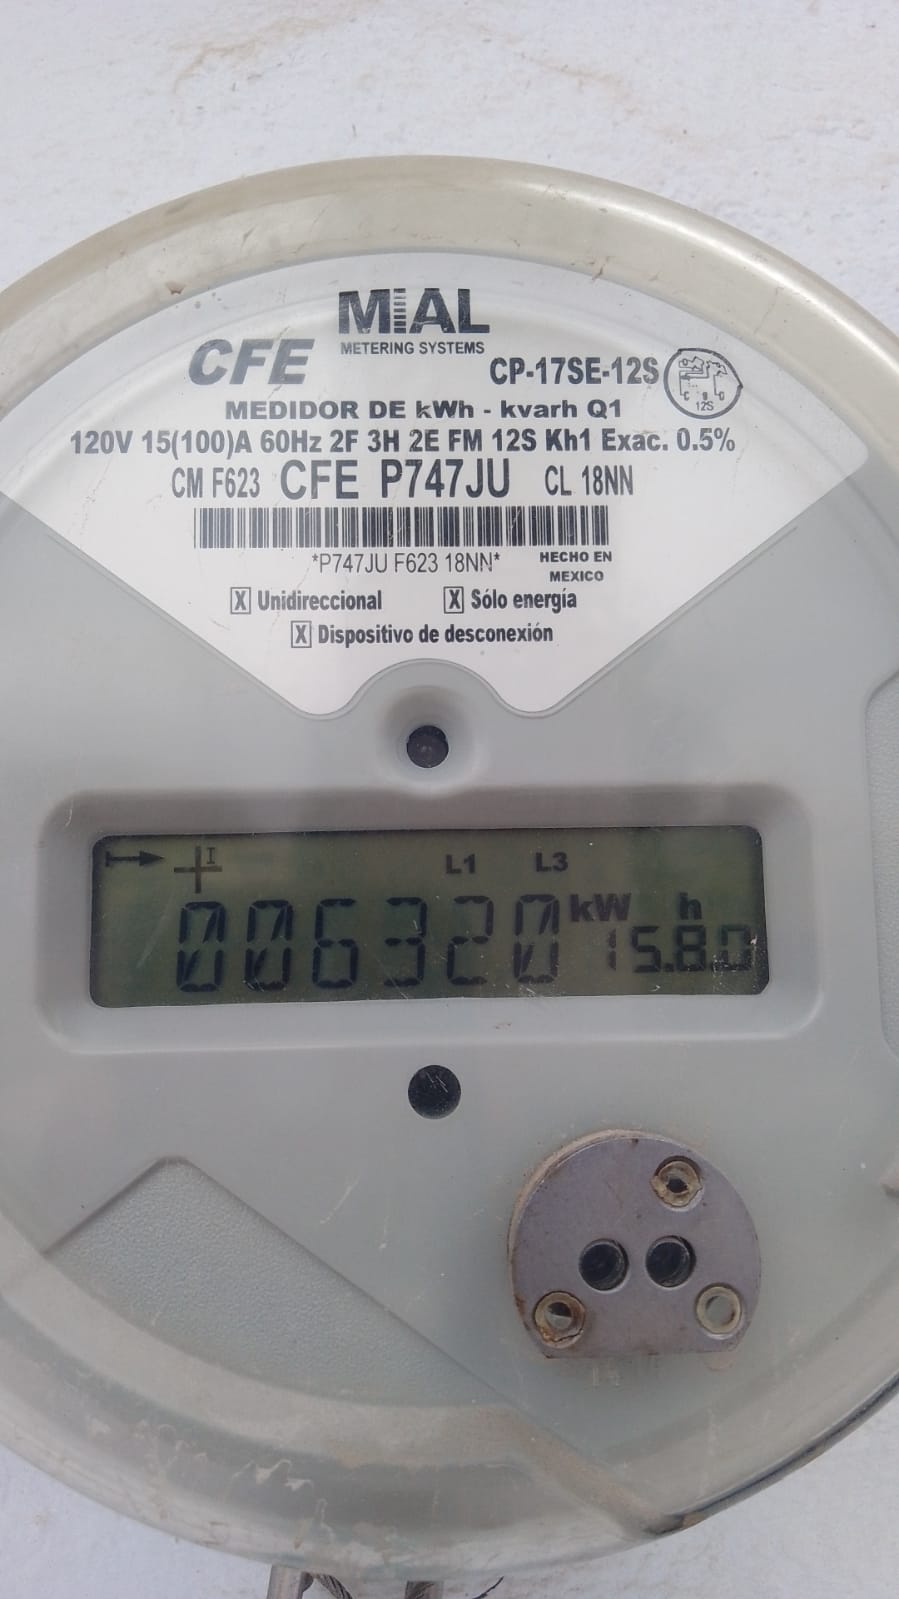 MIAL
METERING SYSTEMS
CFE
CP-17SE-12S
12S
MEDIDOR DE kWh - kvarh Q1
120V 15(100)A 60Hz 2F 3H 2E FM 12S Kh1 Exac. 0.5%
CM F623 CFE P747JU CL 18NN
*P747JU F623 18NN*
HECHO EN
MEXICO
X Unidireccional X Sólo energía
X Dispositivo de desconexión
I L1 L3
006320 kW h 15.8.0